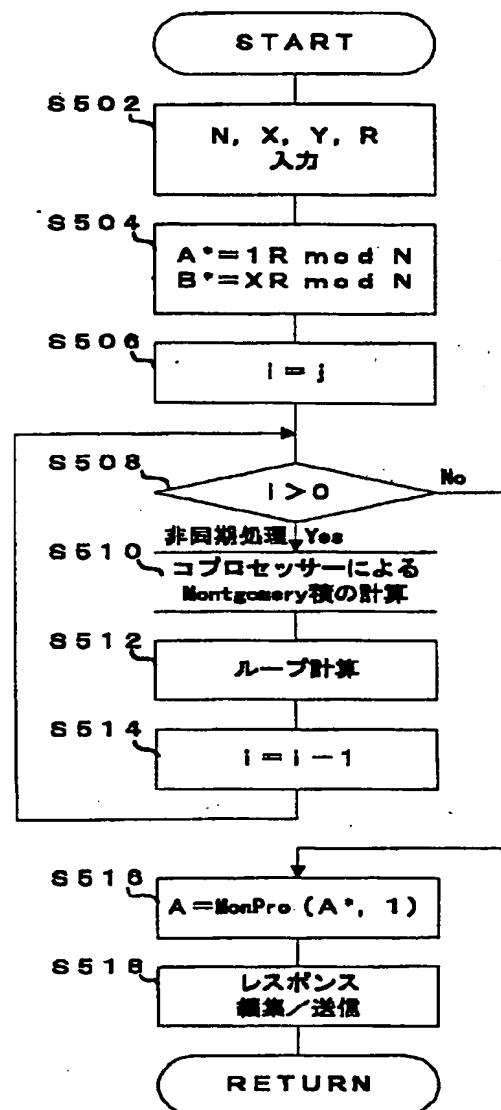 START
S502
N, X, Y, R
入力
S504
A*=1R mod N
B*=XR mod N
S506
i=j
S508
i>0
No
非同期処理 Yes
S510
コプロセッサーによる
Montgomery積の計算
S512
ループ計算
S514
i=i-1
S516
A=MonPro(A*, 1)
S518
レスポンス
編集/送信
RETURN